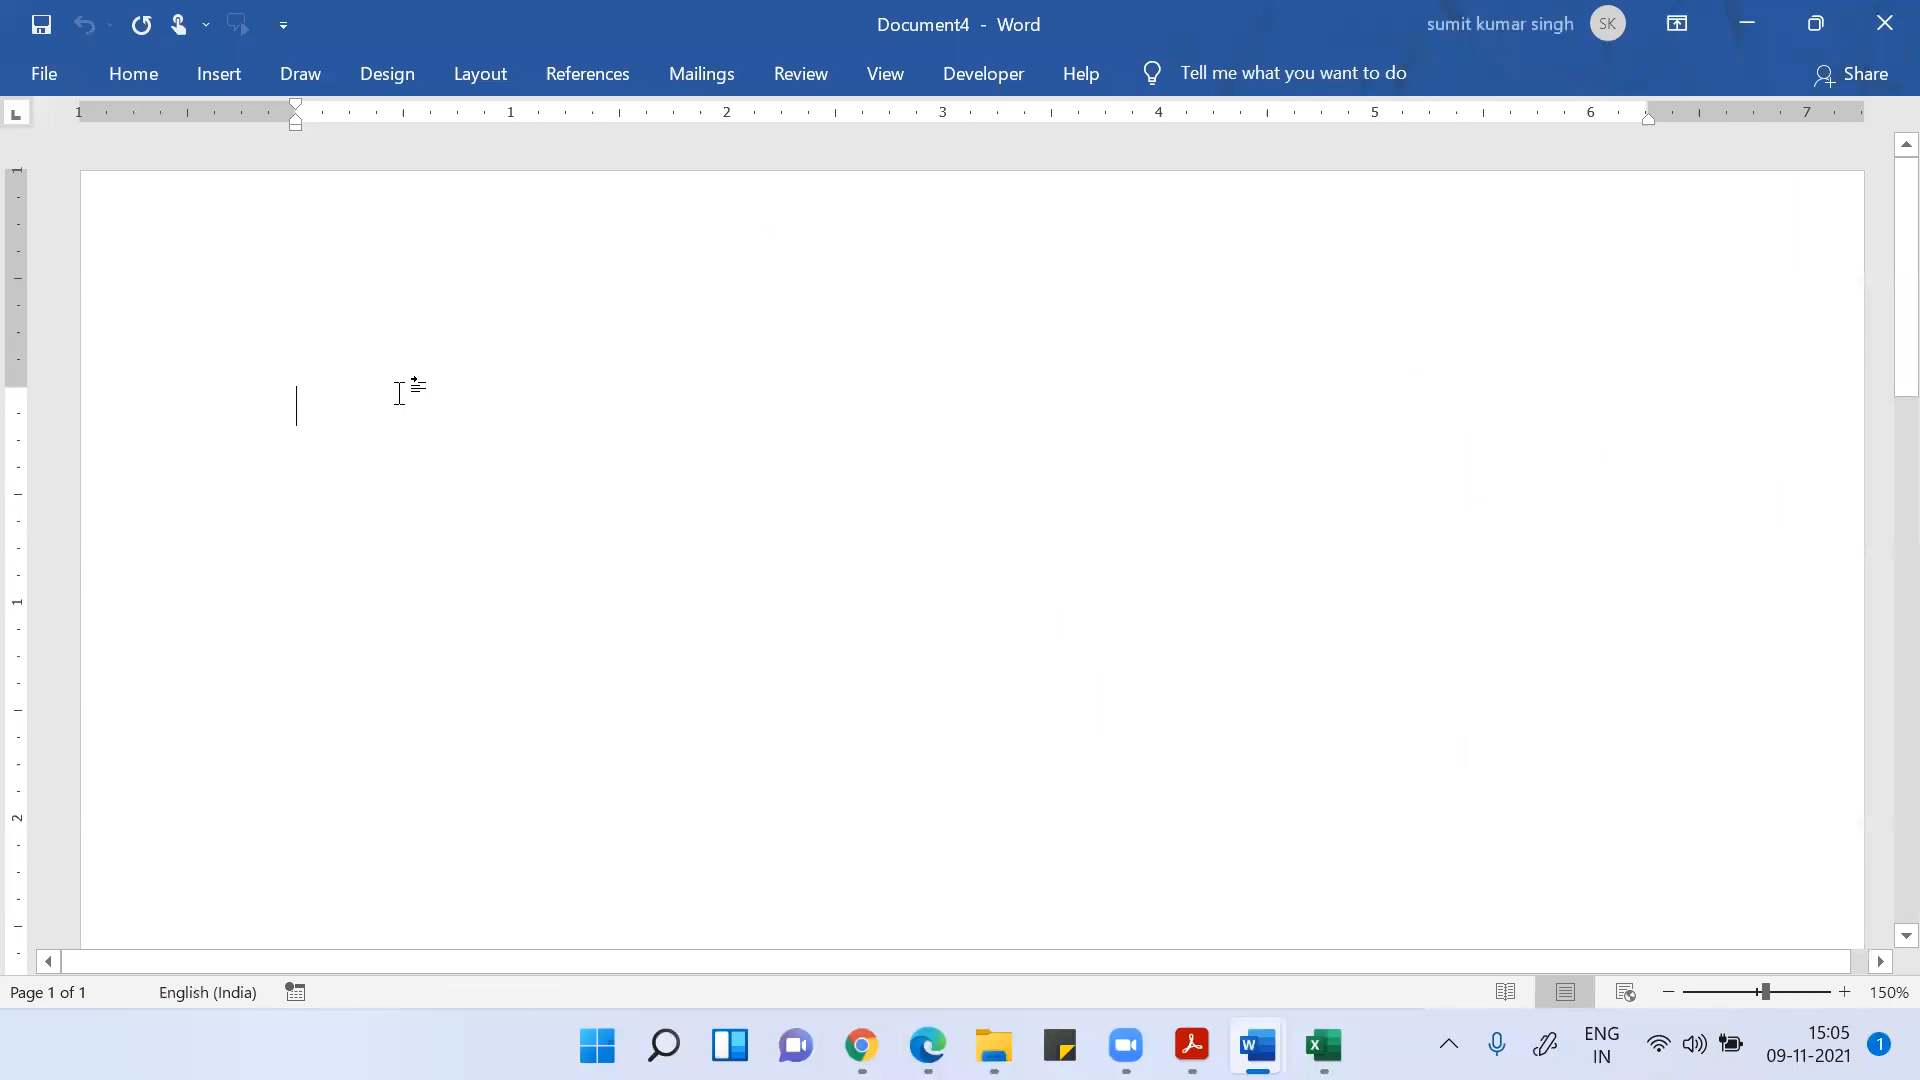 Document4 - Word
sumit kumar singh
SK
File Home Insert Draw Design Layout References Mailings Review View Developer Help Tell me what you want to do Share
L 1 1 2 3 4 5 6 7
1
1
2
Page 1 of 1 English (India) 150%
ENG
IN
15:05
09-11-2021
1